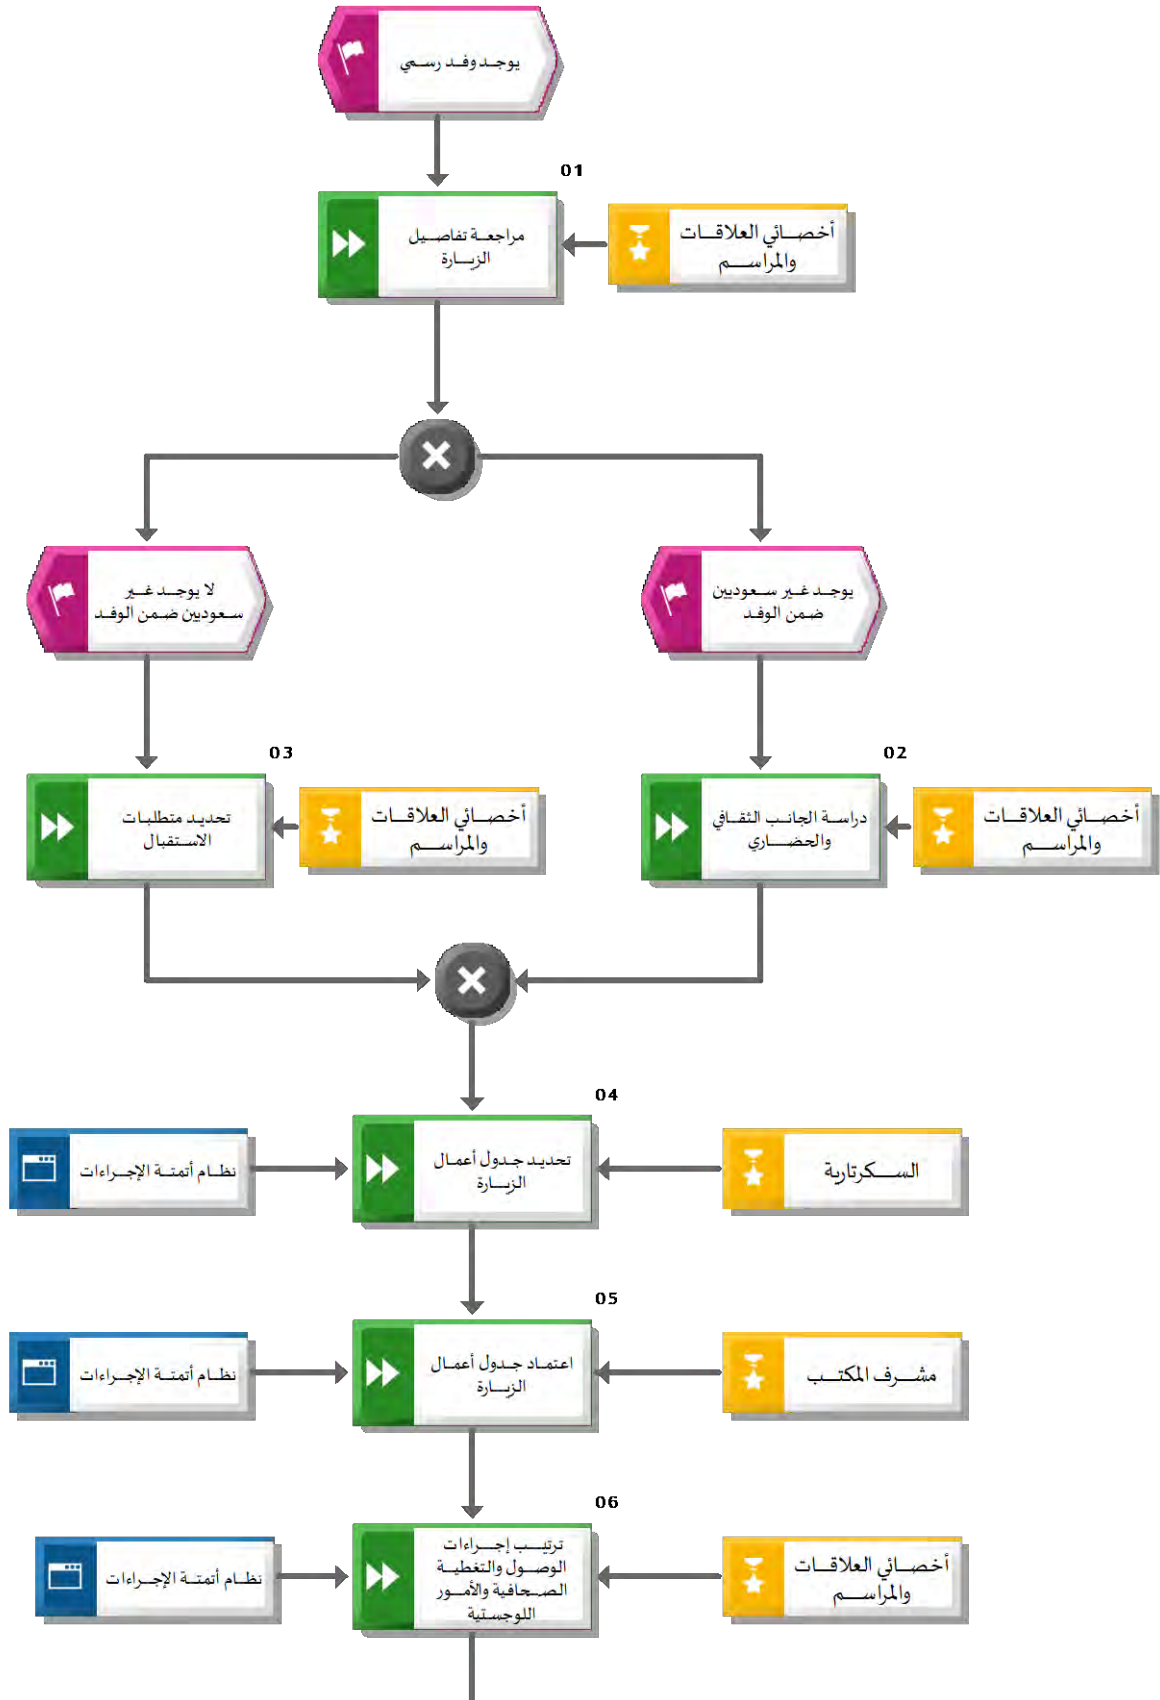 يوجد وفد رسمي
01
مراجعة تفاصيل
الزيارة
أخصائي العلاقات
والمراسم
يوجد غير سعوديين
ضمن الوفد
لا يوجد غير
سعوديين ضمن الوفد
02
دراسة الجانب الثقافي
والحضاري
أخصائي العلاقات
والمراسم
03
تحديد متطلبات
الاستقبال
أخصائي العلاقات
والمراسم
04
السكرتارية
تحديد جدول أعمال
الزيارة
نظام أتمتة الإجراءات
05
مشرف المكتب
اعتماد جدول أعمال
الزيارة
نظام أتمتة الإجراءات
06
أخصائي العلاقات
والمراسم
ترتيب إجراءات
الوصول والتغطية
الصحافية والأمور
اللوجستية
نظام أتمتة الإجراءات